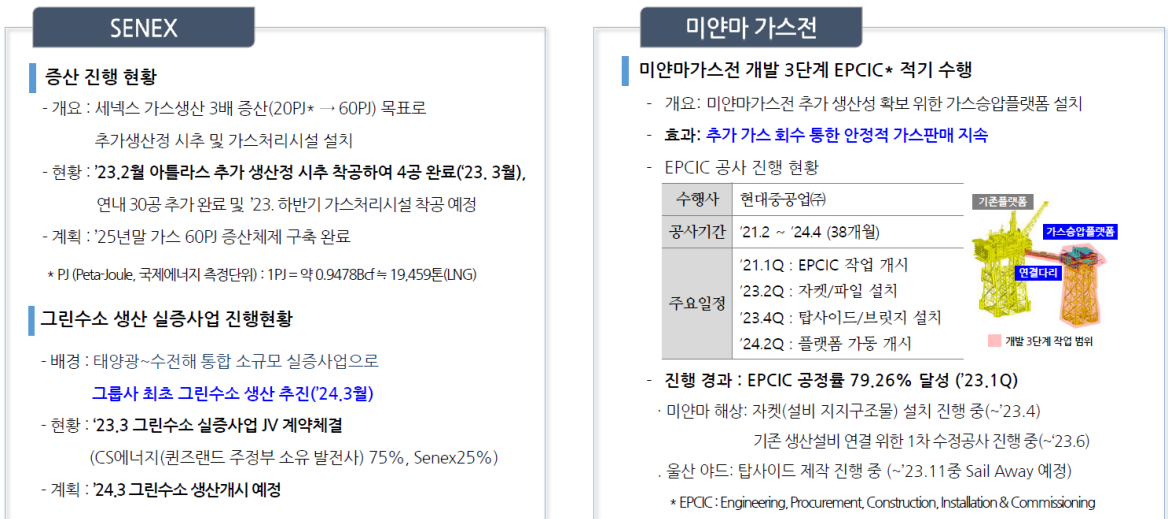 SENEX
증산 진행 현황
- 개요 : 세넥스 가스생산 3배 증산(20PJ* → 60PJ) 목표로
추가생산정 시추 및 가스처리시설 설치
- 현황 : '23.2월 아틀라스 추가 생산정 시추 착공하여 4공 완료('23. 3월),
연내 30공 추가 완료 및 '23. 하반기 가스처리시설 착공 예정
- 계획 : '25년말 가스 60PJ 증산체제 구축 완료
* PJ (Peta-Joule, 국제에너지 측정단위) : 1PJ = 약 0.9478Bcf ≒ 19,459톤(LNG)
그린수소 생산 실증사업 진행현황
- 배경 : 태양광~수전해 통합 소규모 실증사업으로
그룹사 최초 그린수소 생산 추진('24.3월)
- 현황 : '23.3 그린수소 실증사업 JV 계약체결
(CS에너지(퀸즈랜드 주정부 소유 발전사) 75%, Senex25%)
- 계획 : '24.3 그린수소 생산개시 예정
미얀마 가스전
미얀마가스전 개발 3단계 EPCIC* 적기 수행
- 개요: 미얀마가스전 추가 생산성 확보 위한 가스승압플랫폼 설치
- 효과: 추가 가스 회수 통한 안정적 가스판매 지속
- EPCIC 공사 진행 현황
수행사 현대중공업㈜
공사기간 '21.2 ~ '24.4 (38개월)
주요일정
'21.1Q : EPCIC 작업 개시
'23.2Q : 자켓/파일 설치
'23.4Q : 탑사이드/브릿지 설치
'24.2Q : 플랫폼 가동 개시
기존플랫폼
가스승압플랫폼
연결다리
개발 3단계 작업 범위
- 진행 경과 : EPCIC 공정률 79.26% 달성 ('23.1Q)
· 미얀마 해상: 자켓(설비 지지구조물) 설치 진행 중(~'23.4)
기존 생산설비 연결 위한 1차 수정공사 진행 중(~'23.6)
. 울산 야드: 탑사이드 제작 진행 중 (~'23.11중 Sail Away 예정)
* EPCIC : Engineering, Procurement, Construction, Installation & Commissioning